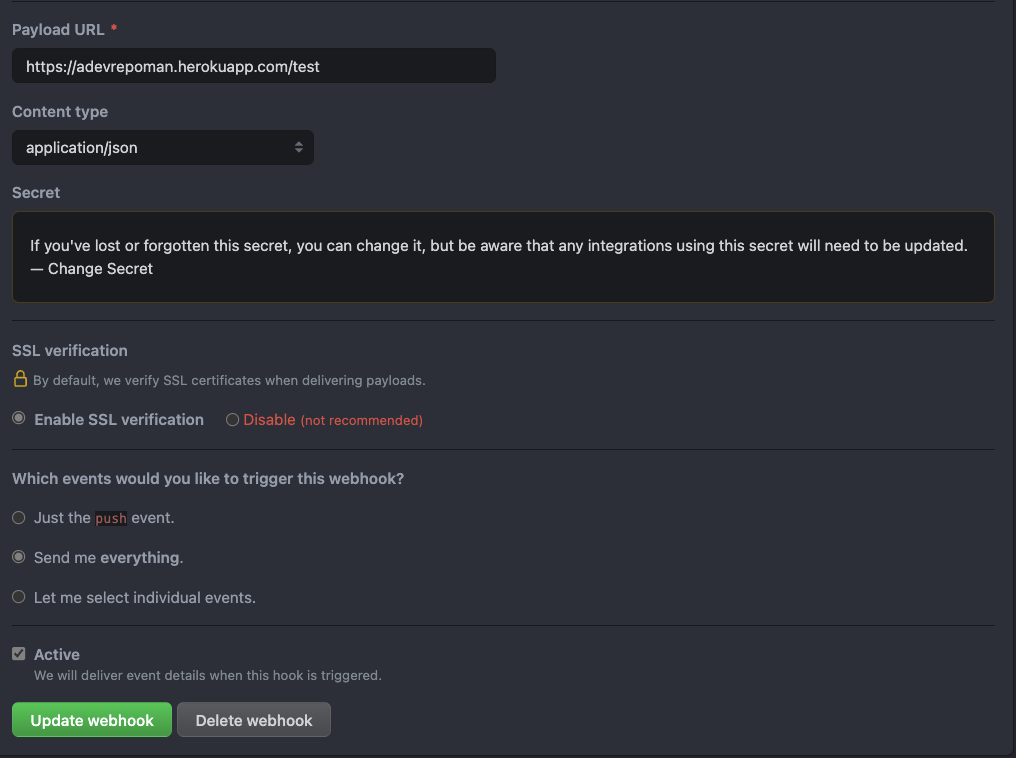 Payload URL *
https://adevrepoman.herokuapp.com/test
Content type
application/json
Secret
If you've lost or forgotten this secret, you can change it, but be aware that any integrations using this secret will need to be updated.
— Change Secret
SSL verification
By default, we verify SSL certificates when delivering payloads.
Enable SSL verification Disable (not recommended)
Which events would you like to trigger this webhook?
Just the push event.
Send me everything.
Let me select individual events.
Active
We will deliver event details when this hook is triggered.
Update webhook Delete webhook